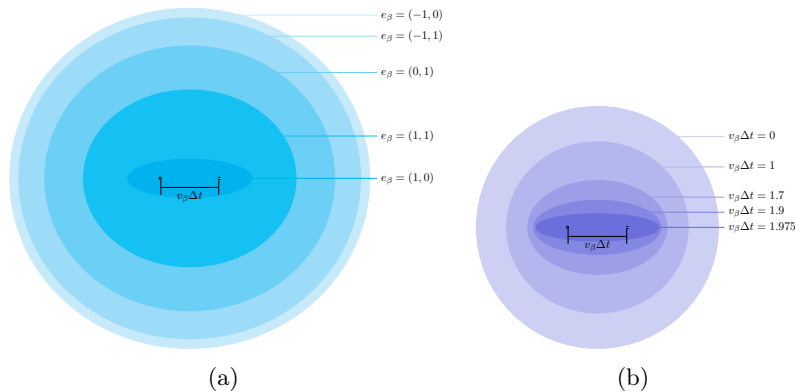 e_β = (−1, 0)
e_β = (−1, 1)
e_β = (0, 1)
e_β = (1, 1)
e_β = (1, 0)
v_βΔt
(a)
v_βΔt = 0
v_βΔt = 1
v_βΔt = 1.7
v_βΔt = 1.9
v_βΔt = 1.975
v_βΔt
(b)